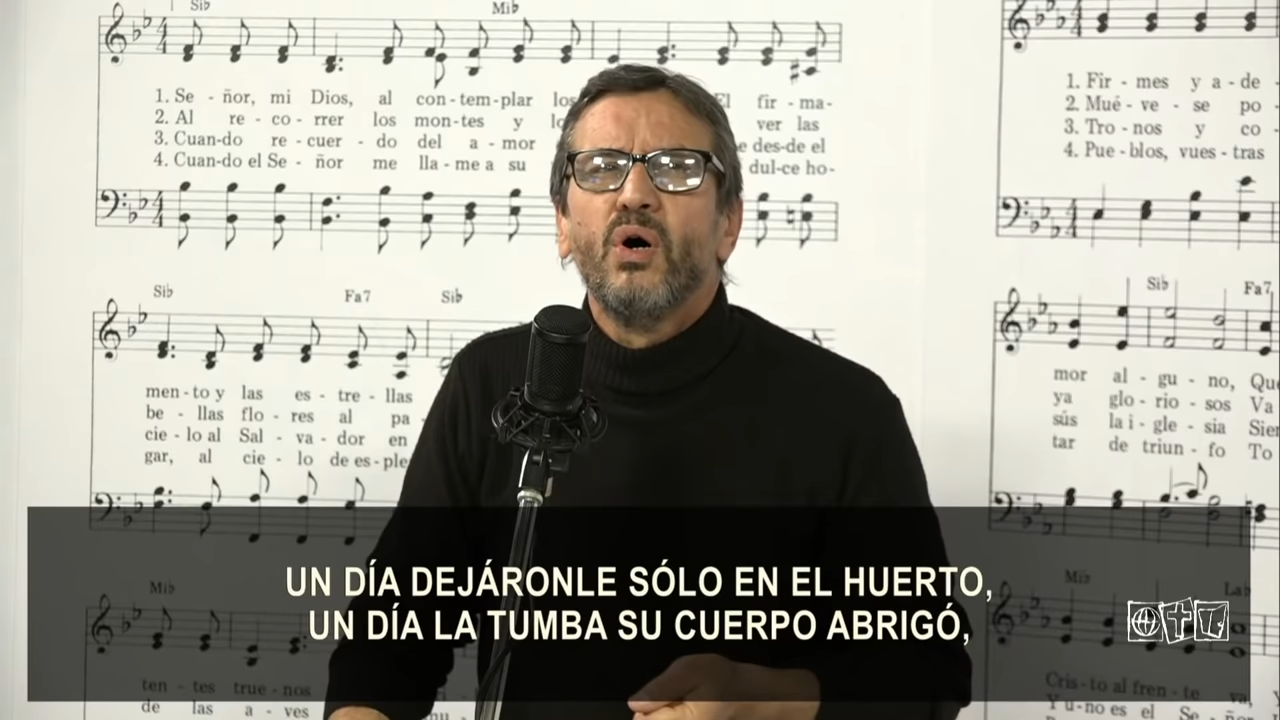 Sib
Mib
1. Se - ñor, mi Dios, al con - tem - plar los
El fir - ma-
2. Al re - co - rrer los mon - tes y
ver las
3. Cuan-do re - cuer - do del a - mor
des-de el
4. Cuan-do el Se - ñor me lla - me a su
dul-ce ho-
1. Fir - mes y a - de
2. Mué - ve - se po
3. Tro - nos y co
4. Pue - blos, vues - tras
Sib
Fa7
Sib
men - to y las es - tre - llas
be - llas flo - res al pa -
cie - lo al Sal - va - dor en
gar, al cie - lo de es - ple
Sib
Fa7
mor al - gu - no, Que
ya glo - rio - sos Va
sús la i - gle - sia Sie
tar de triun - fo To
UN DÍA DEJÁRONLE SÓLO EN EL HUERTO,
UN DÍA LA TUMBA SU CUERPO ABRIGÓ,
Mib
ten - tes true - nos
de las a - ves
Mib
Lab
Cris - to al fren - te va,
Y u - no es el Se